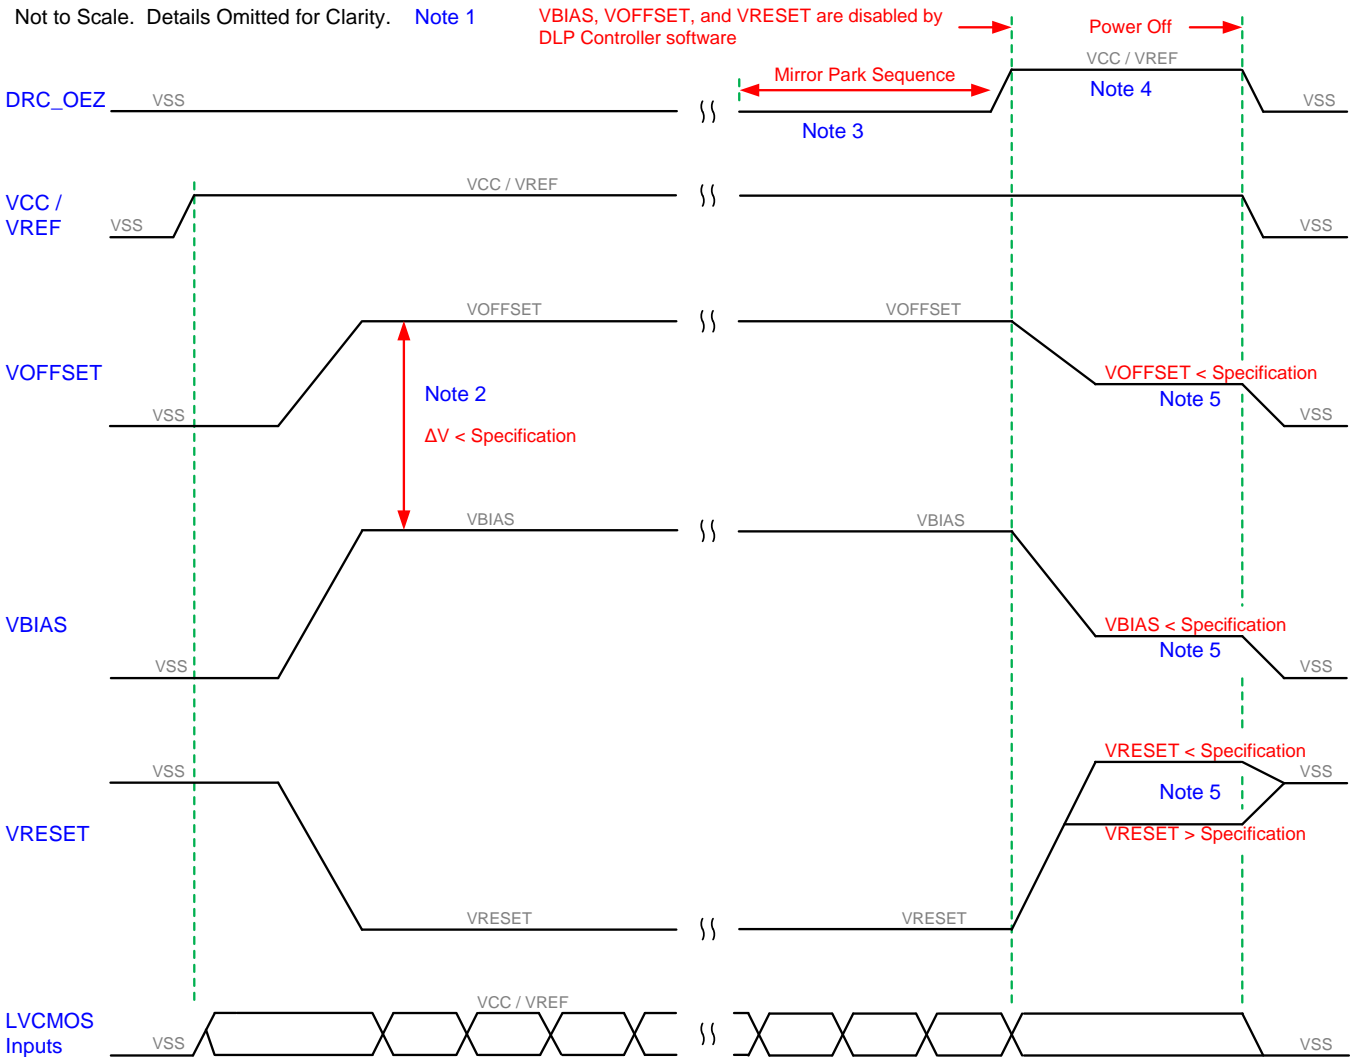 Not to Scale.  Details Omitted for Clarity.   Note 1
VBIAS, VOFFSET, and VRESET are disabled by
DLP Controller software
Power Off
VCC / VREF
Mirror Park Sequence
Note 4
DRC_OEZ
VSS
VSS
Note 3
VCC / VREF
VCC /
VREF
VSS
VSS
VOFFSET
VOFFSET
VOFFSET
VOFFSET < Specification
Note 2
Note 5
VSS
VSS
ΔV < Specification
VBIAS
VBIAS
VBIAS
VBIAS < Specification
Note 5
VSS
VSS
VRESET < Specification
VSS
VSS
Note 5
VRESET
VRESET > Specification
VRESET
VRESET
VCC / VREF
LVCMOS
Inputs
VSS
VSS